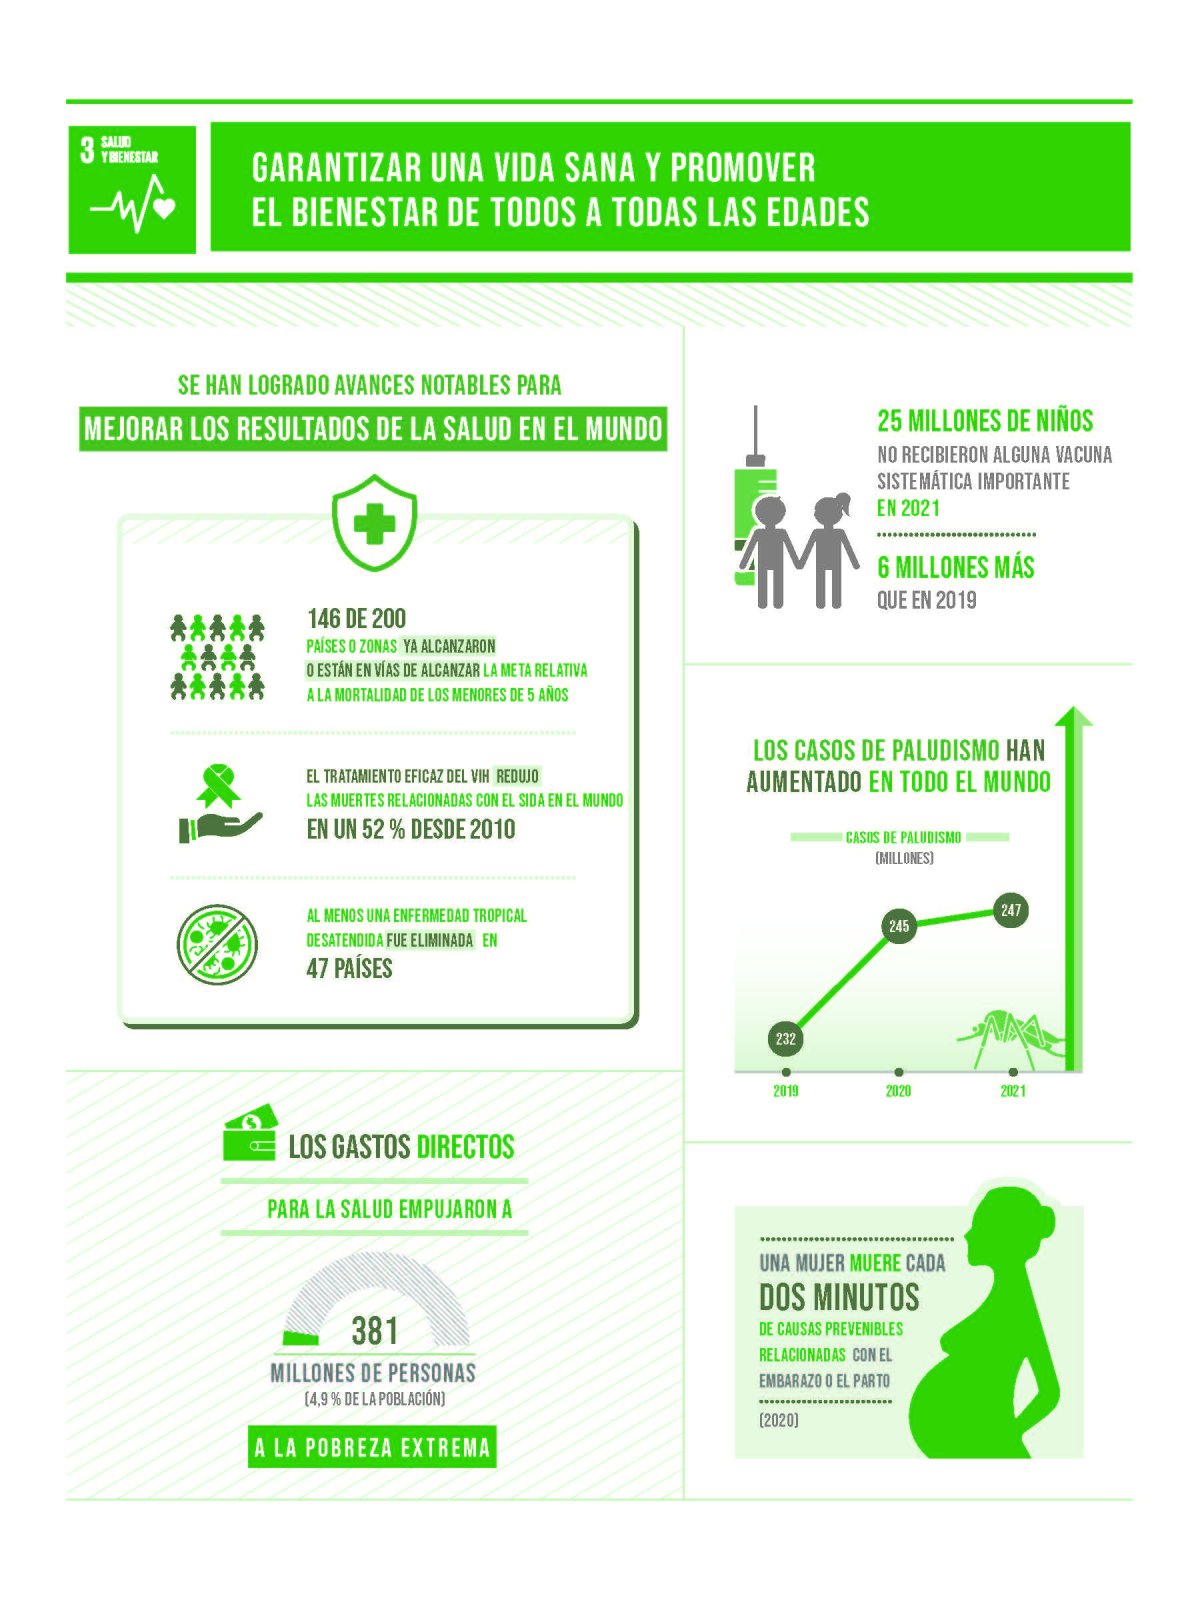 3 SALUD
Y BIENESTAR
GARANTIZAR UNA VIDA SANA Y PROMOVER
EL BIENESTAR DE TODOS A TODAS LAS EDADES
SE HAN LOGRADO AVANCES NOTABLES PARA
MEJORAR LOS RESULTADOS DE LA SALUD EN EL MUNDO
146 DE 200
PAÍSES O ZONAS YA ALCANZARON
O ESTÁN EN VÍAS DE ALCANZAR LA META RELATIVA
A LA MORTALIDAD DE LOS MENORES DE 5 AÑOS
EL TRATAMIENTO EFICAZ DEL VIH REDUJO
LAS MUERTES RELACIONADAS CON EL SIDA EN EL MUNDO
EN UN 52 % DESDE 2010
AL MENOS UNA ENFERMEDAD TROPICAL
DESATENDIDA FUE ELIMINADA EN
47 PAÍSES
LOS GASTOS DIRECTOS
PARA LA SALUD EMPUJARON A
381
MILLONES DE PERSONAS
(4,9 % DE LA POBLACIÓN)
A LA POBREZA EXTREMA
25 MILLONES DE NIÑOS
NO RECIBIERON ALGUNA VACUNA
SISTEMÁTICA IMPORTANTE
EN 2021
6 MILLONES MÁS
QUE EN 2019
LOS CASOS DE PALUDISMO HAN
AUMENTADO EN TODO EL MUNDO
CASOS DE PALUDISMO
(MILLONES)
247
245
232
2019 2020 2021
UNA MUJER MUERE CADA
DOS MINUTOS
DE CAUSAS PREVENIBLES
RELACIONADAS CON EL
EMBARAZO O EL PARTO
(2020)